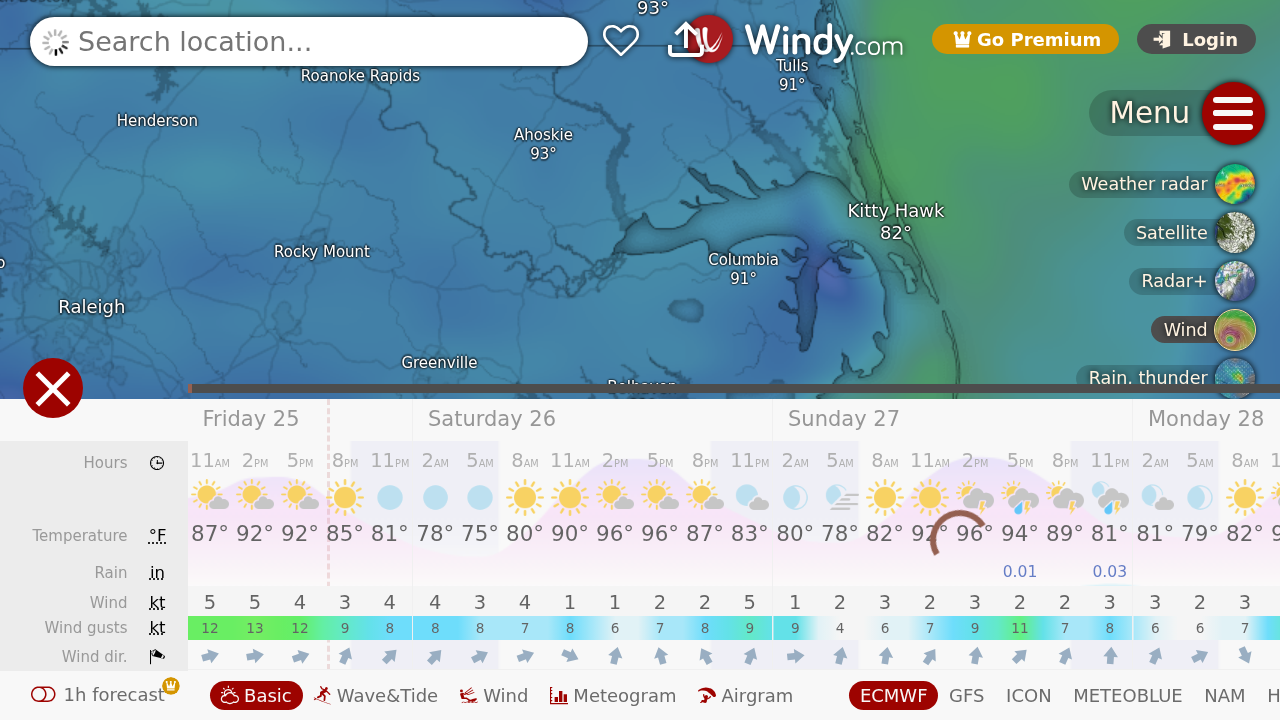 93°
Search location...
Windy.com
Go Premium
Login
Roanoke Rapids
Tulls
91°
Menu
Henderson
Ahoskie
93°
Weather radar
Kitty Hawk
82°
Satellite
Rocky Mount
Columbia
91°
Radar+
Raleigh
Wind
Greenville
Rain, thunder
Friday 25
Saturday 26
Sunday 27
Monday 28
Hours
11AM 2PM 5PM 8PM 11PM 2AM 5AM 8AM 11AM 2PM 5PM 8PM 11PM 2AM 5AM 8AM 11AM 2PM 5PM 8PM 11PM 2AM 5AM 8AM
Temperature °F 87° 92° 92° 85° 81° 78° 75° 80° 90° 96° 96° 87° 83° 80° 78° 82° 92° 96° 94° 89° 81° 81° 79° 82°
Rain in 0.01 0.03
Wind kt 5 5 4 3 4 4 3 4 1 1 2 2 5 1 2 3 2 3 2 2 3 3 2 3
Wind gusts kt 12 13 12 9 8 8 8 7 8 6 7 8 9 9 4 6 7 9 11 7 8 6 6 7
Wind dir.
1h forecast
Basic
Wave&Tide
Wind
Meteogram
Airgram
ECMWF
GFS
ICON
METEOBLUE
NAM